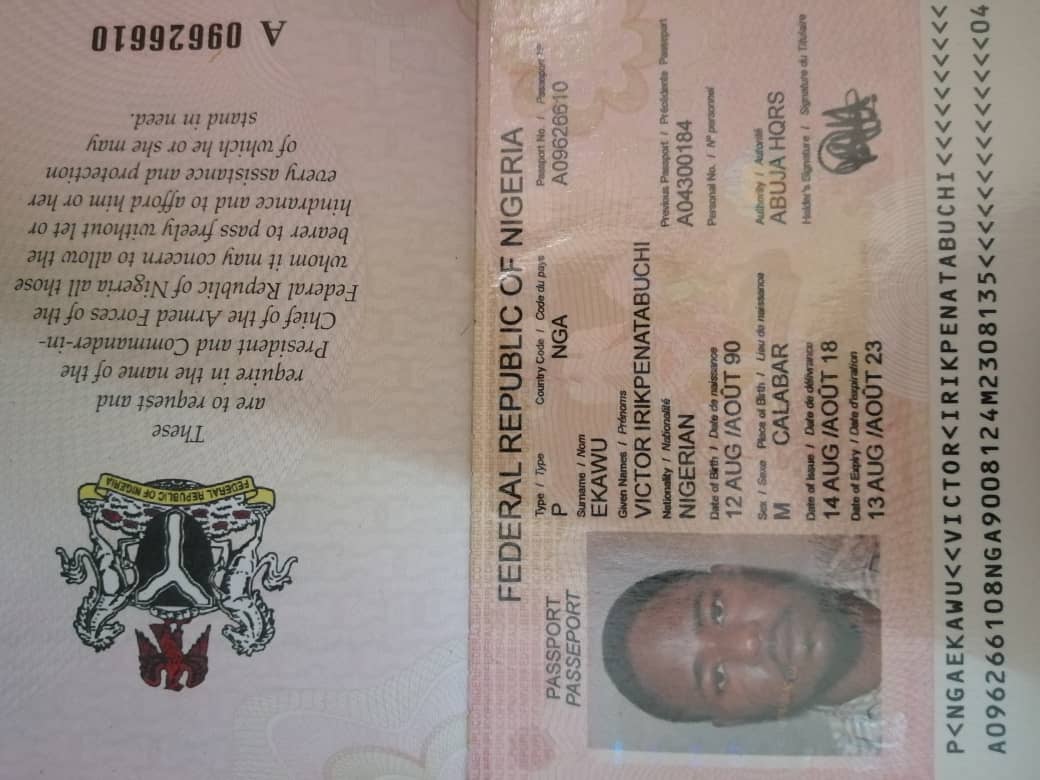 A 09626610
These
are to request and
require in the name of the
President and Commander-in-
Chief of the Armed Forces of the
Federal Republic of Nigeria all those
whom it may concern to allow the
bearer to pass freely without let or
hindrance and to afford him or her
every assistance and protection
of which he or she may
stand in need.
FEDERAL REPUBLIC OF NIGERIA
FEDERAL REPUBLIC OF NIGERIA
PASSPORT
PASSEPORT
Type / Type Country Code / Code du pays Passport No. / Passeport Nº
P NGA A09626610
Surname / Nom
EKAWU
Given Names / Prénoms
VICTOR IRIKPENATABUCHI
Nationality / Nationalité Previous Passport / Précédente Passeport
NIGERIAN A04300184
Date of Birth / Date de naissance Personal No. / Nº personnel
12 AUG /AOÛT 90
Sex / Sexe Place of Birth / Lieu de naissance Authority / Autorité
M CALABAR ABUJA HQRS
Date of Issue / Date de délivrance Holder's Signature / Signature du Titulaire
14 AUG /AOÛT 18
Date of Expiry / Date d'expiration
13 AUG /AOÛT 23
P<NGAEKAWU<<VICTOR<IRIKPENATABUCHI<<<<<<<<<<
A096266108NGA9008124M2308135<<<<<<<<<<<<<<04